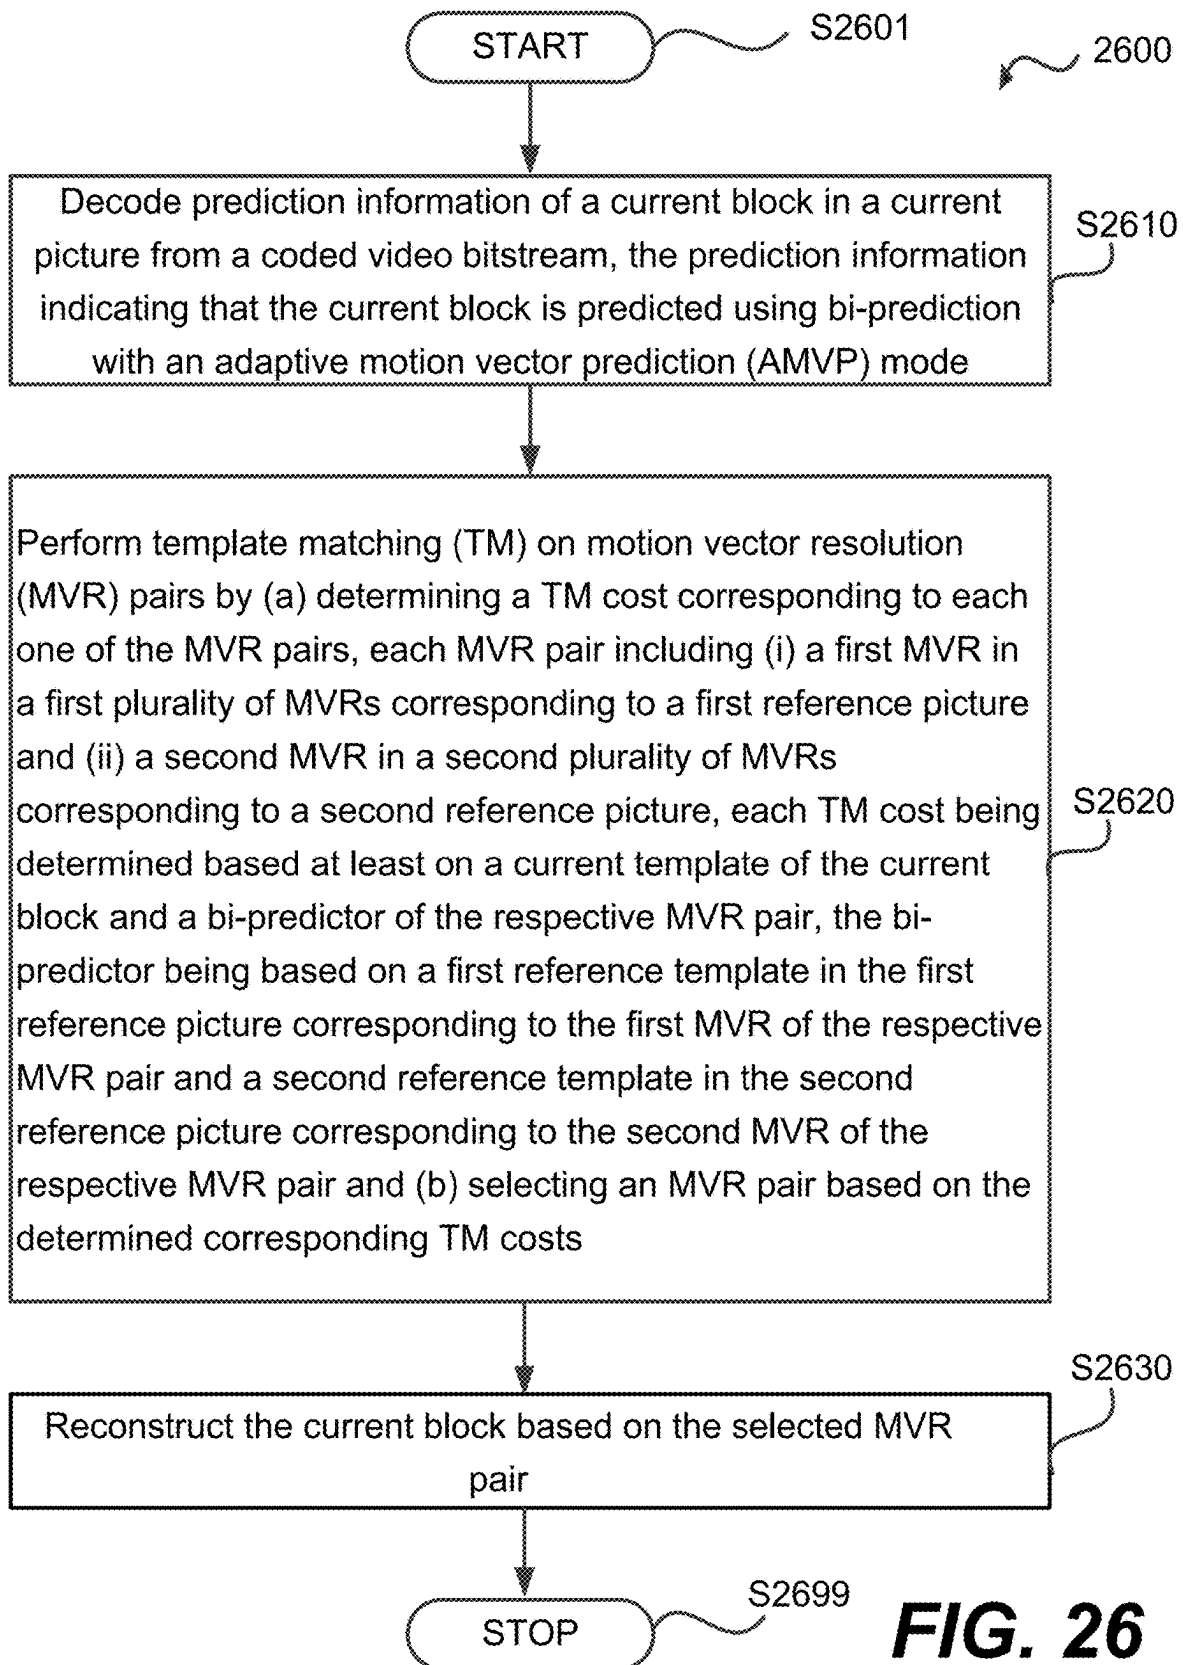 START
S2601
2600
Decode prediction information of a current block in a current
picture from a coded video bitstream, the prediction information
indicating that the current block is predicted using bi-prediction
with an adaptive motion vector prediction (AMVP) mode
S2610
Perform template matching (TM) on motion vector resolution
(MVR) pairs by (a) determining a TM cost corresponding to each
one of the MVR pairs, each MVR pair including (i) a first MVR in
a first plurality of MVRs corresponding to a first reference picture
and (ii) a second MVR in a second plurality of MVRs
corresponding to a second reference picture, each TM cost being
determined based at least on a current template of the current
block and a bi-predictor of the respective MVR pair, the bi-
predictor being based on a first reference template in the first
reference picture corresponding to the first MVR of the respective
MVR pair and a second reference template in the second
reference picture corresponding to the second MVR of the
respective MVR pair and (b) selecting an MVR pair based on the
determined corresponding TM costs
S2620
Reconstruct the current block based on the selected MVR
pair
S2630
STOP
S2699
FIG. 26